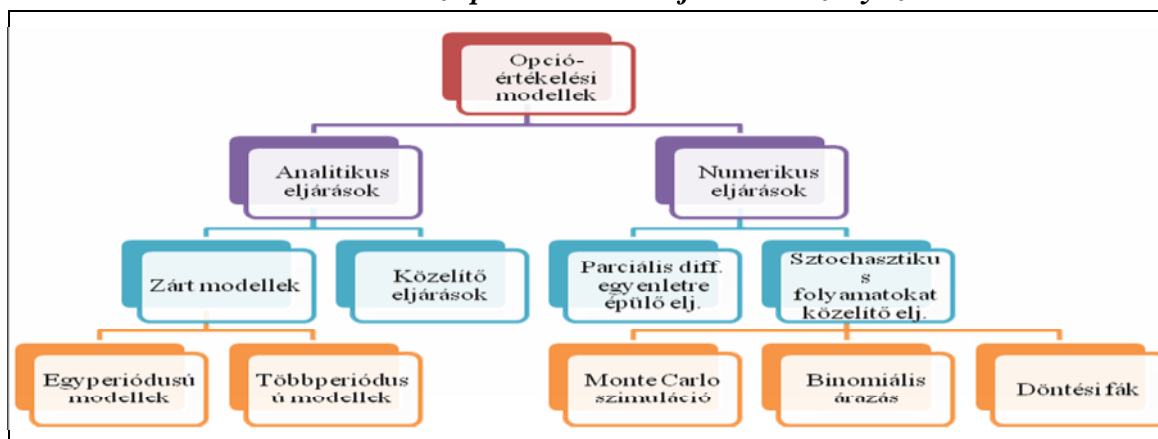 Opció-
értékelési
modellek
Analitikus
eljárások
Numerikus
eljárások
Zárt modellek
Közelítő
eljárások
Parciális diff.
egyenletre
épülő elj.
Sztochasztiku
s
folyamatokat
közelítő elj.
Egyperiódusú
modellek
Többperiódus
ú modellek
Monte Carlo
szimuláció
Binomiális
árazás
Döntési fák